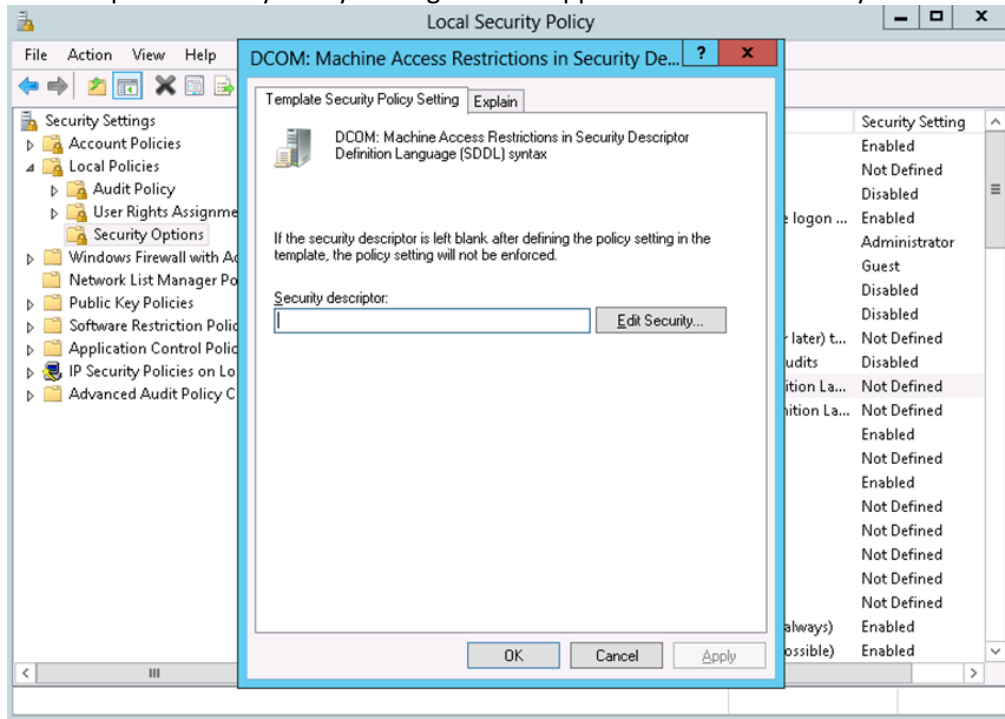 Local Security Policy
File Action View Help
DCOM: Machine Access Restrictions in Security De... ? x
Template Security Policy Setting Explain
DCOM: Machine Access Restrictions in Security Descriptor
Definition Language (SDDL) syntax
If the security descriptor is left blank after defining the policy setting in the
template, the policy setting will not be enforced.
Security descriptor:
Edit Security...
OK Cancel Apply
Security Settings
Account Policies
Local Policies
Audit Policy
User Rights Assignme
Security Options
Windows Firewall with Ad
Network List Manager Po
Public Key Policies
Software Restriction Polic
Application Control Polic
IP Security Policies on Lo
Advanced Audit Policy C
Security Setting
Enabled
Not Defined
Disabled
e logon ... Enabled
Administrator
Guest
Disabled
Disabled
r later) t... Not Defined
udits Disabled
ition La... Not Defined
nition La... Not Defined
Enabled
Not Defined
Enabled
Not Defined
Not Defined
Not Defined
Not Defined
Not Defined
always) Enabled
ossible) Enabled